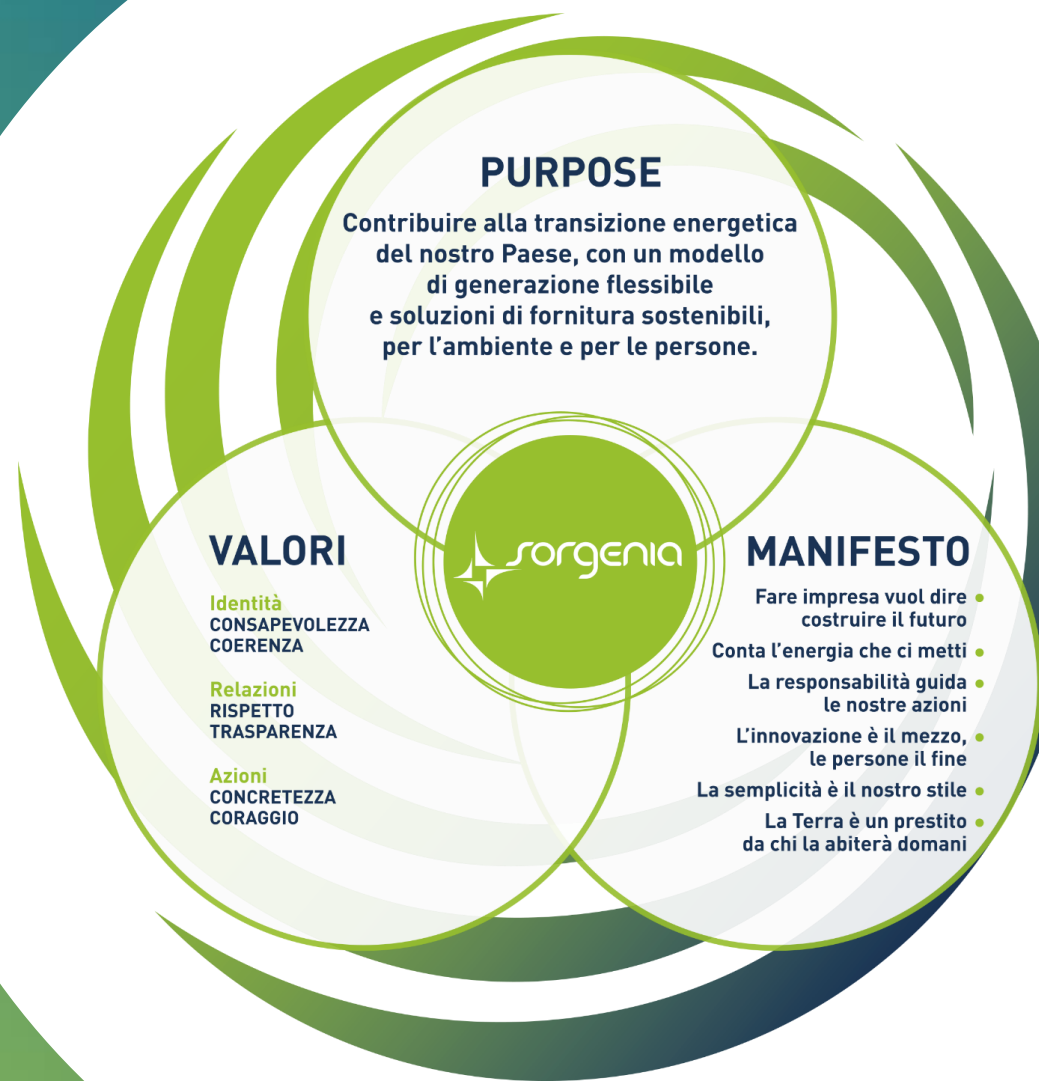 PURPOSE
Contribuire alla transizione energetica
del nostro Paese, con un modello
di generazione flessibile
e soluzioni di fornitura sostenibili,
per l’ambiente e per le persone.
sorgenia
VALORI
Identità
CONSAPEVOLEZZA
COERENZA
Relazioni
RISPETTO
TRASPARENZA
Azioni
CONCRETEZZA
CORAGGIO
MANIFESTO
Fare impresa vuol dire
costruire il futuro
Conta l’energia che ci metti
La responsabilità guida
le nostre azioni
L’innovazione è il mezzo,
le persone il fine
La semplicità è il nostro stile
La Terra è un prestito
da chi la abiterà domani